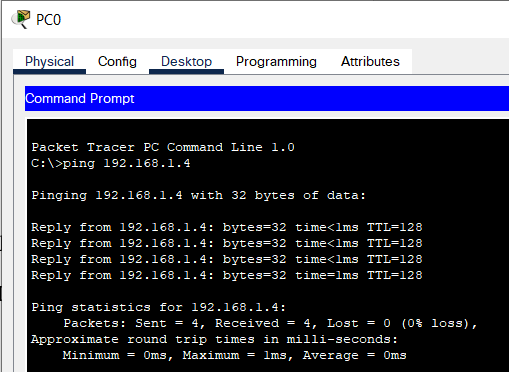 PC0
Physical Config Desktop Programming Attributes
Command Prompt
Packet Tracer PC Command Line 1.0
C:\>ping 192.168.1.4
Pinging 192.168.1.4 with 32 bytes of data:
Reply from 192.168.1.4: bytes=32 time<1ms TTL=128
Reply from 192.168.1.4: bytes=32 time<1ms TTL=128
Reply from 192.168.1.4: bytes=32 time<1ms TTL=128
Reply from 192.168.1.4: bytes=32 time=1ms TTL=128
Ping statistics for 192.168.1.4:
Packets: Sent = 4, Received = 4, Lost = 0 (0% loss),
Approximate round trip times in milli-seconds:
Minimum = 0ms, Maximum = 1ms, Average = 0ms